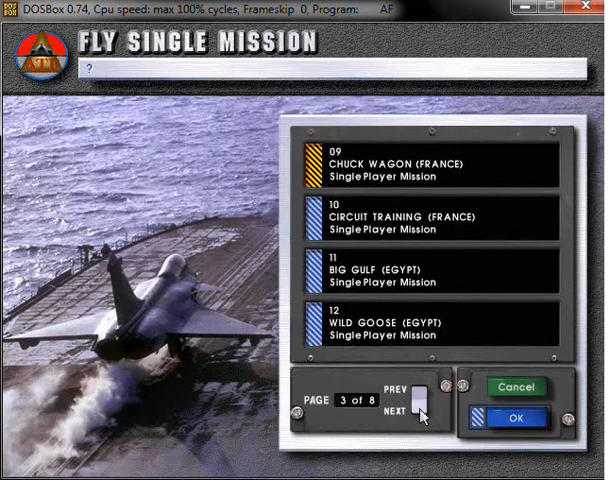 DOS
BOX
DOSBox 0.74, Cpu speed: max 100% cycles, Frameskip 0, Program: AF
ATF
FLY SINGLE MISSION
?
09
CHUCK WAGON (FRANCE)
Single Player Mission
10
CIRCUIT TRAINING (FRANCE)
Single Player Mission
11
BIG GULF (EGYPT)
Single Player Mission
12
WILD GOOSE (EGYPT)
Single Player Mission
PAGE 3 of 8
PREV
NEXT
Cancel
OK